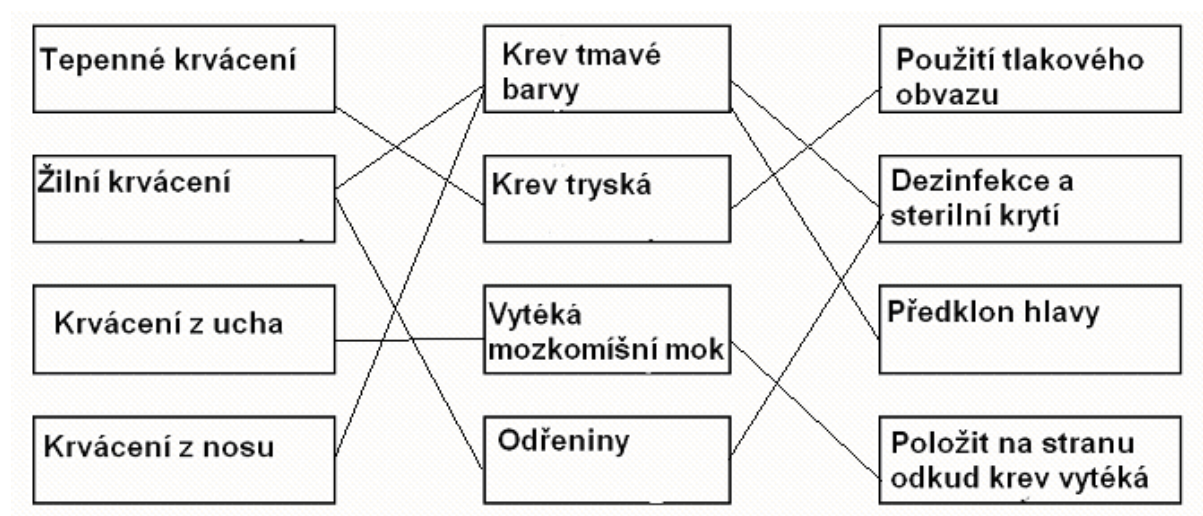 Tepenné krvácení
Krev tmavé
barvy
Použití tlakového
obvazu
Žilní krvácení
Krev tryská
Dezinfekce a
sterilní krytí
Krvácení z ucha
Vytéká
mozkomíšní mok
Předklon hlavy
Krvácení z nosu
Odřeniny
Položit na stranu
odkud krev vytéká